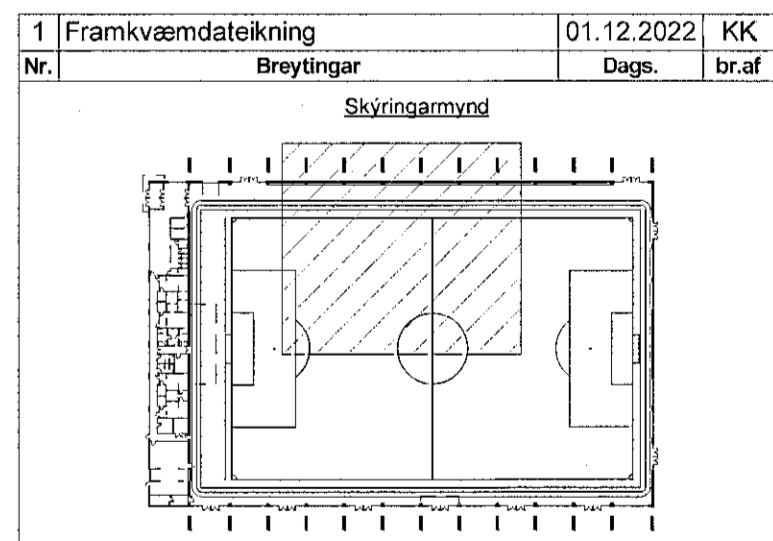 1 Framkvæmdateikning 01.12.2022 KK
Nr. Breytingar Dags. br.af
Skýringarmynd